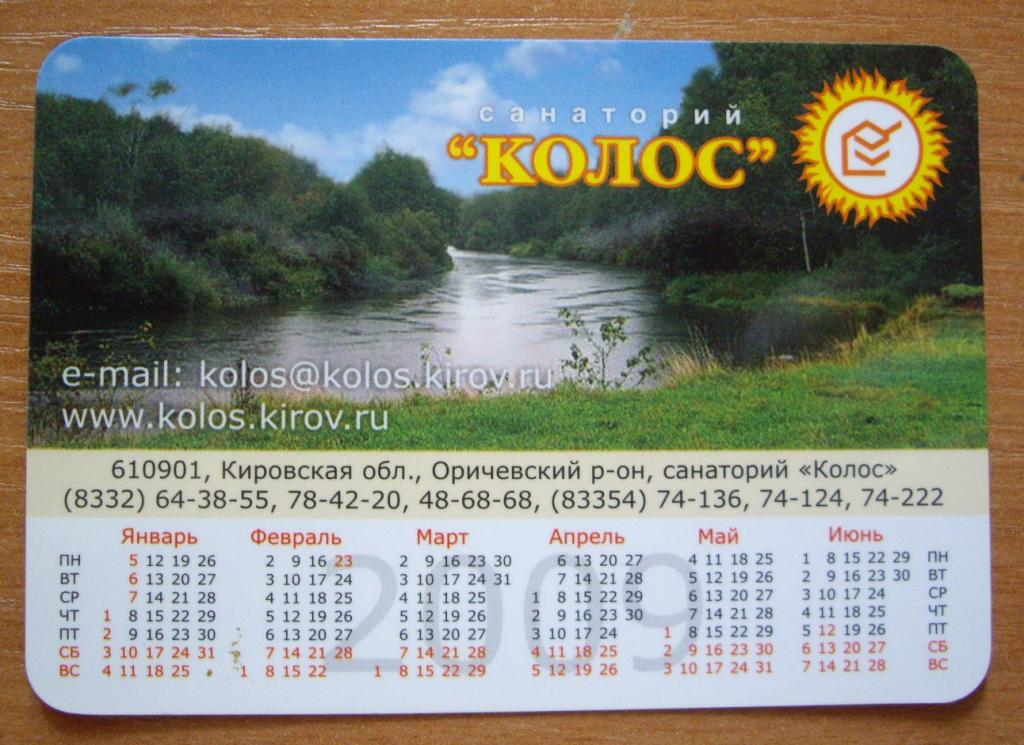 санаторий
“КОЛОС”
e-mail: kolos@kolos.kirov.ru
www.kolos.kirov.ru
610901, Кировская обл., Оричевский р-он, санаторий «Колос»
(8332) 64-38-55, 78-42-20, 48-68-68, (83354) 74-136, 74-124, 74-222
2009
Январь Февраль Март Апрель Май Июнь
ПН 5 12 19 26 2 9 16 23 2 9 16 23 30 6 13 20 27 4 11 18 25 1 8 15 22 29 ПН
ВТ 6 13 20 27 3 10 17 24 3 10 17 24 31 7 14 21 28 5 12 19 26 2 9 16 23 30 ВТ
СР 7 14 21 28 4 11 18 25 4 11 18 25 1 8 15 22 29 6 13 20 27 3 10 17 24 СР
ЧТ 1 8 15 22 29 5 12 19 26 5 12 19 26 2 9 16 23 30 7 14 21 28 4 11 18 25 ЧТ
ПТ 2 9 16 23 30 6 13 20 27 6 13 20 27 3 10 17 24 1 8 15 22 29 5 12 19 26 ПТ
СБ 3 10 17 24 31 7 14 21 28 7 14 21 28 4 11 18 25 2 9 16 23 30 6 13 20 27 СБ
ВС 4 11 18 25 1 8 15 22 1 8 15 22 29 5 12 19 26 3 10 17 24 31 7 14 21 28 ВС